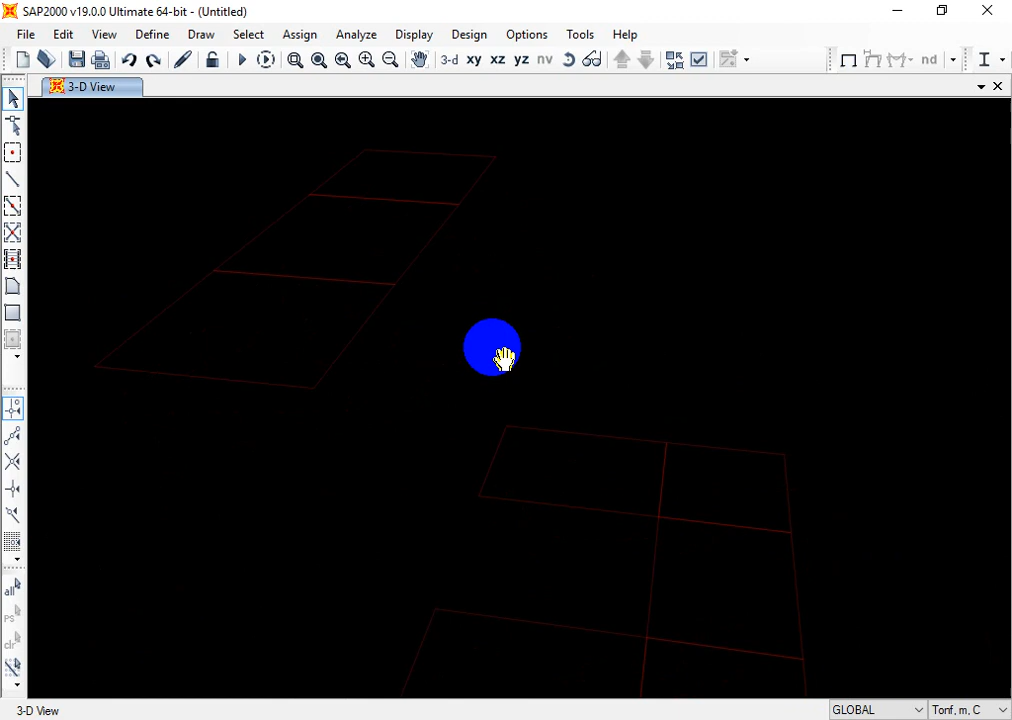 SAP2000 v19.0.0 Ultimate 64-bit - (Untitled)
File Edit View Define Draw Select Assign Analyze Display Design Options Tools Help
3-d xy xz yz nv nd
3-D View
all
ps
clr
3-D View
GLOBAL
Tonf, m, C